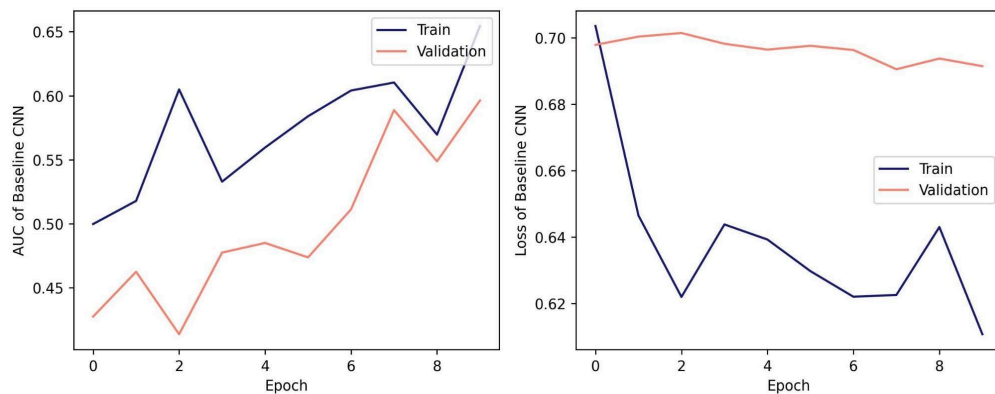 AUC of Baseline CNN
0.65
0.60
0.55
0.50
0.45
Train
Validation
0 2 4 6 8
Epoch
Loss of Baseline CNN
0.70
0.68
0.66
0.64
0.62
Train
Validation
0 2 4 6 8
Epoch